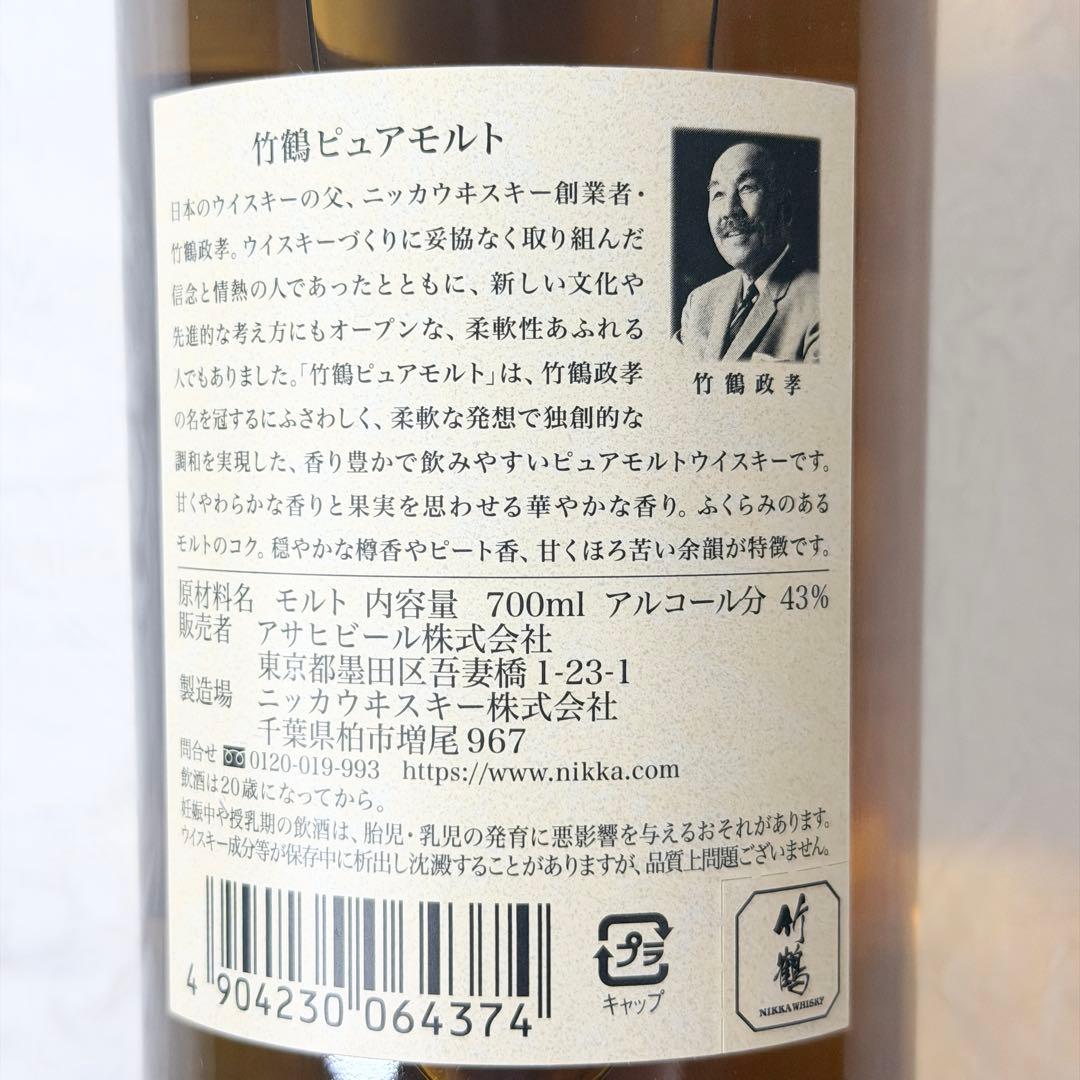 竹鶴ピュアモルト
日本のウイスキーの父、ニッカウヰスキー創業者・
竹鶴政孝。ウイスキーづくりに妥協なく取り組んだ
信念と情熱の人であったとともに、新しい文化や
先進的な考え方にもオープンな、柔軟性あふれる
人でもありました。「竹鶴ピュアモルト」は、竹鶴政孝
の名を冠するにふさわしく、柔軟な発想で独創的な
調和を実現した、香り豊かで飲みやすいピュアモルトウイスキーです。
甘くやわらかな香りと果実を思わせる華やかな香り。ふくらみのある
モルトのコク。穏やかな樽香やピート香、甘くほろ苦い余韻が特徴です。
竹鶴政孝
原材料名 モルト 内容量 700ml アルコール分 43%
販売者 アサヒビール株式会社
東京都墨田区吾妻橋1-23-1
製造場 ニッカウヰスキー株式会社
千葉県柏市増尾967
問合せ 0120-019-993 https://www.nikka.com
飲酒は20歳になってから。
妊娠中や授乳期の飲酒は、胎児・乳児の発育に悪影響を与えるおそれがあります。
ウイスキー成分等が保存中に析出し沈澱することがありますが、品質上問題ございません。
4 904230 064374
プラ
キャップ
竹鶴
NIKKA WHISKY